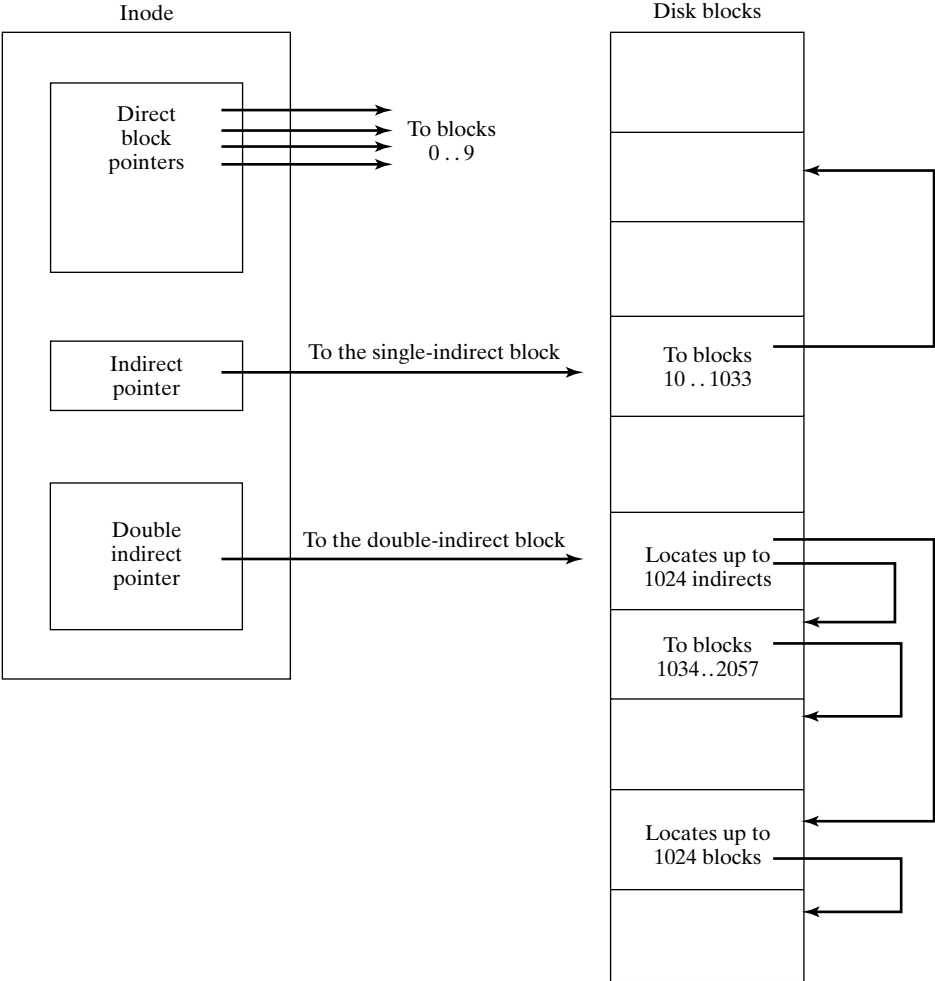 Inode
Disk blocks
Direct
block
pointers
To blocks
0 . . 9
Indirect
pointer
To the single-indirect block
To blocks
10 . . 1033
Double
indirect
pointer
To the double-indirect block
Locates up to
1024 indirects
To blocks
1034 . . 2057
Locates up to
1024 blocks